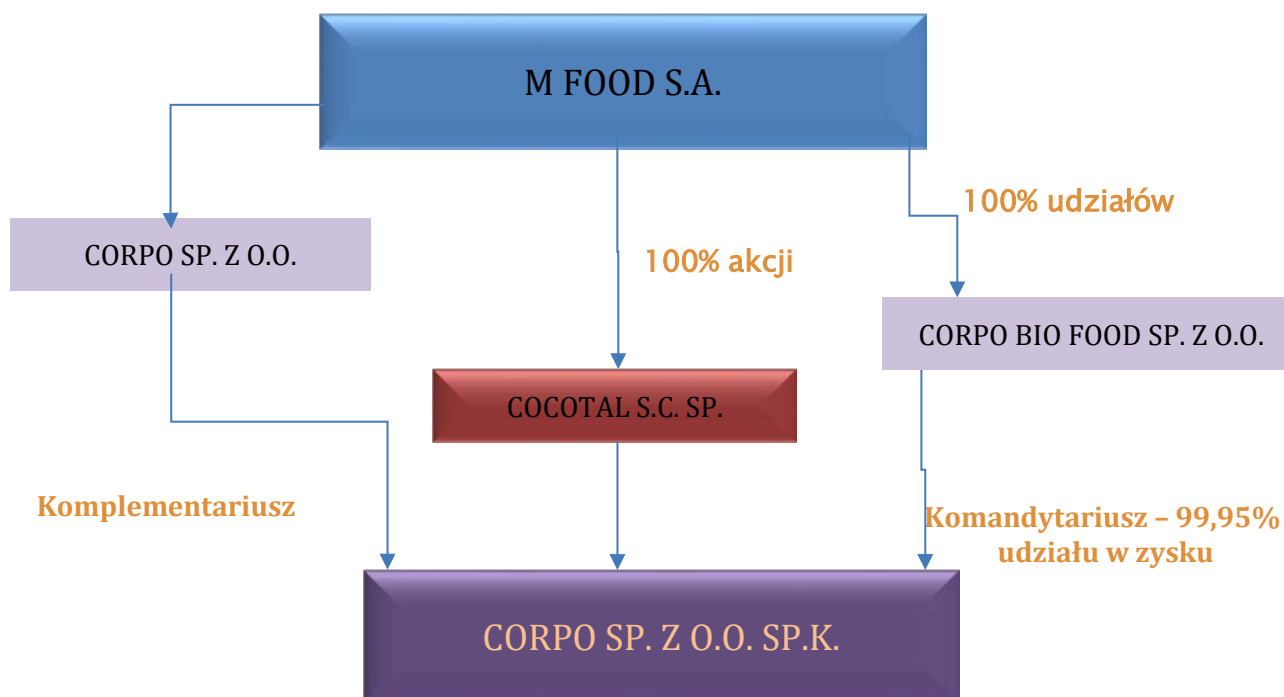 M FOOD S.A.
100% udziałów
CORPO SP. Z O.O.
100% akcji
CORPO BIO FOOD SP. Z O.O.
COCOTAL S.C. SP.
Komplementariusz
Komandytariusz – 99,95%
udziału w zysku
CORPO SP. Z O.O. SP.K.